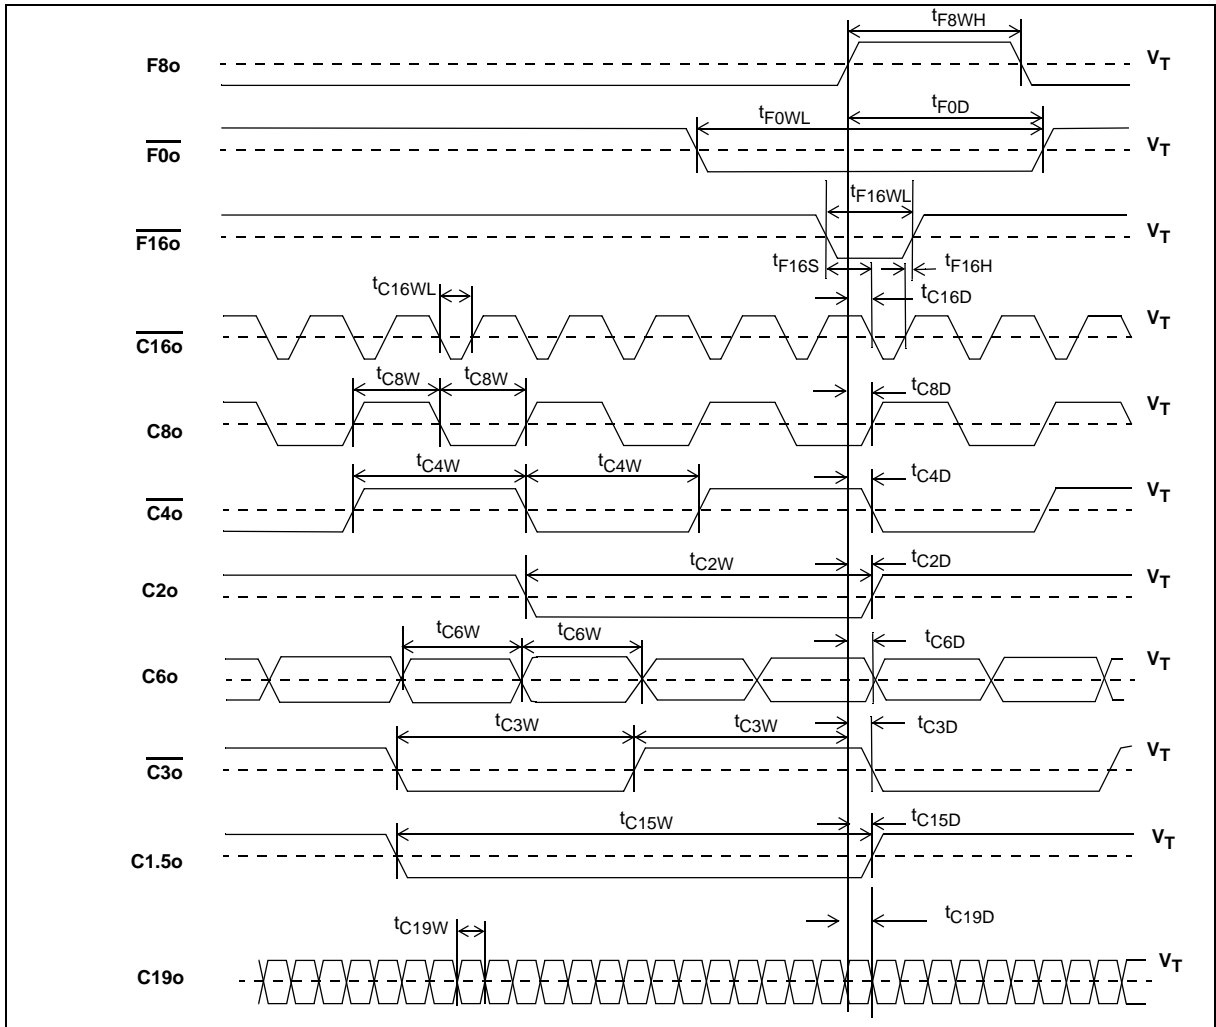 tF8WH
F8o VT
tF0WL tF0D
F0o VT
tF16WL
F16o VT
tF16S tF16H
tC16WL tC16D
C16o VT
tC8W tC8W tC8D
C8o VT
tC4W tC4W tC4D
C4o VT
tC2W tC2D
C2o VT
tC6W tC6W tC6D
C6o VT
tC3W tC3W tC3D
C3o VT
tC15W tC15D
C1.5o VT
tC19W tC19D
C19o VT